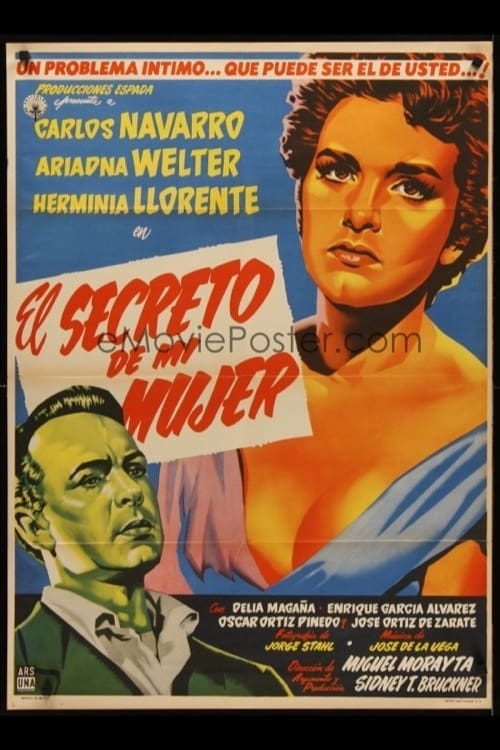 UN PROBLEMA INTIMO... QUE PUEDE SER EL DE USTED...!
PRODUCCIONES ESPADA
presenta a
CARLOS NAVARRO
ARIADNA WELTER
HERMINIA LLORENTE
en
El SECRETO
DE MI
MUJER
eMoviePoster.com
Con DELIA MAGAÑA · ENRIQUE GARCIA ALVAREZ
OSCAR ORTIZ PINEDO y JOSE ORTIZ DE ZARATE
Fotografia de
JORGE STAHL
Música de
JOSE DE LA VEGA
Dirección de
MIGUEL MORAYTA
Argumento y
Producción
SIDNEY T. BRUCKNER
ARS
UNA